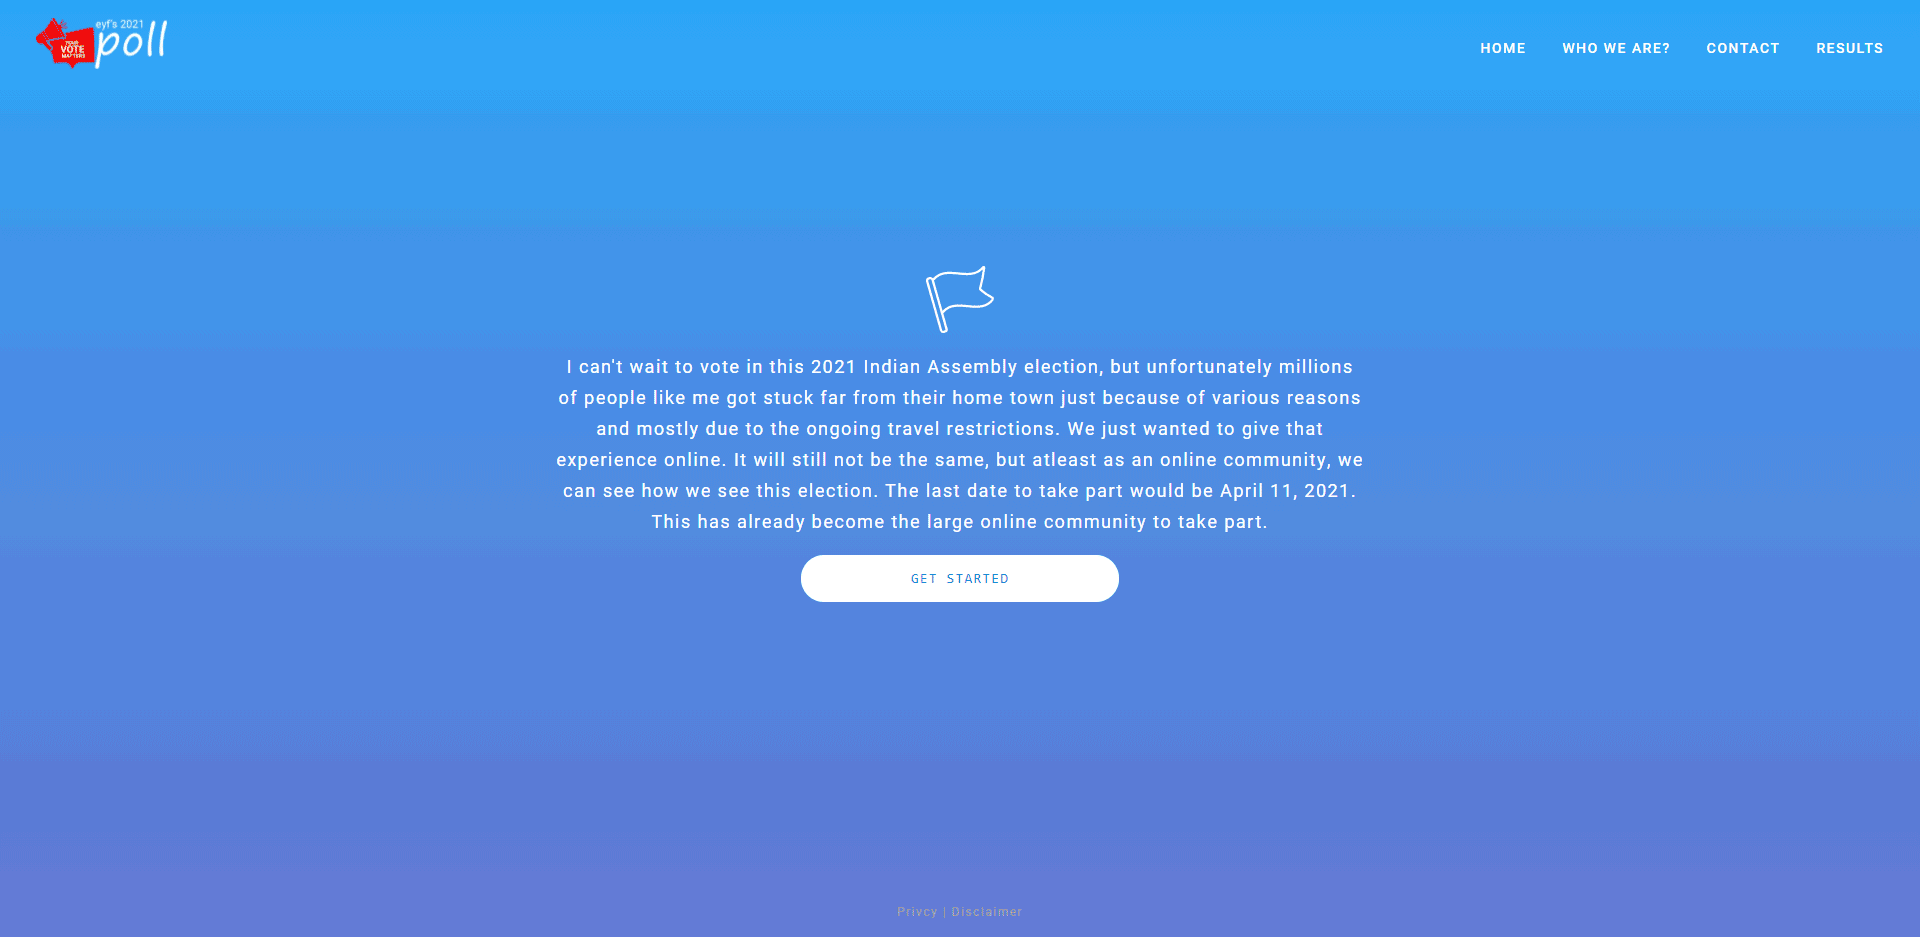 eyf's 2021
poll
YOUR
VOTE
MATTERS
HOME
WHO WE ARE?
CONTACT
RESULTS
I can't wait to vote in this 2021 Indian Assembly election, but unfortunately millions
of people like me got stuck far from their home town just because of various reasons
and mostly due to the ongoing travel restrictions. We just wanted to give that
experience online. It will still not be the same, but atleast as an online community, we
can see how we see this election. The last date to take part would be April 11, 2021.
This has already become the large online community to take part.
GET STARTED
Privcy | Disclaimer